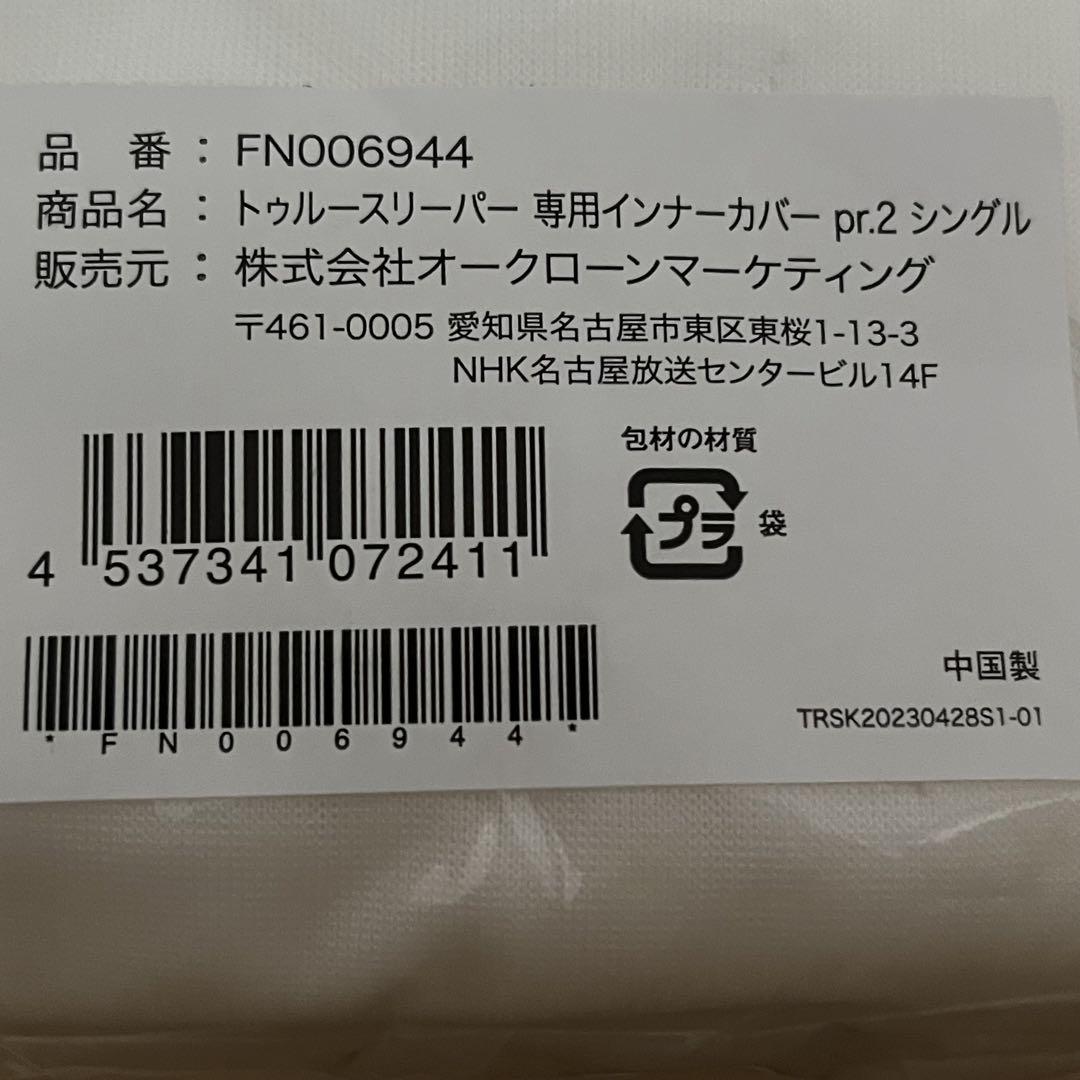 品 番 : FN006944
商品名 : トゥルースリーパー 専用インナーカバー pr.2 シングル
販売元 : 株式会社オークローンマーケティング
〒461-0005 愛知県名古屋市東区東桜1-13-3
NHK名古屋放送センタービル14F
包材の材質
プラ 袋
4 537341 072411
*FN006944*
中国製
TRSK20230428S1-01